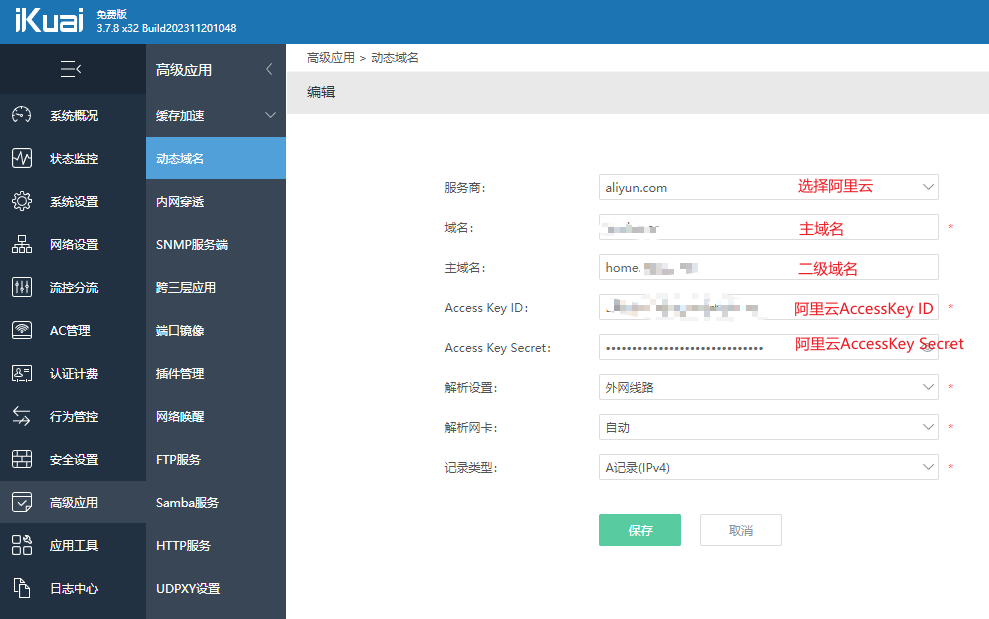 iKuai 免费版
3.7.8 x32 Build202311201048
高级应用
缓存加速
动态域名
内网穿透
SNMP服务端
跨三层应用
端口镜像
插件管理
网络唤醒
FTP服务
Samba服务
HTTP服务
UDPXY设置
系统概况
状态监控
系统设置
网络设置
流控分流
AC管理
认证计费
行为管控
安全设置
高级应用
应用工具
日志中心
高级应用 > 动态域名
编辑
服务商: aliyun.com 选择阿里云
域名: 主域名 *
主域名: home. 二级域名
Access Key ID: 阿里云AccessKey ID *
Access Key Secret: •••••••••••••••••••••••••••••• 阿里云AccessKey Secret
解析设置: 外网线路 *
解析网卡: 自动 *
记录类型: A记录(IPv4) *
保存 取消